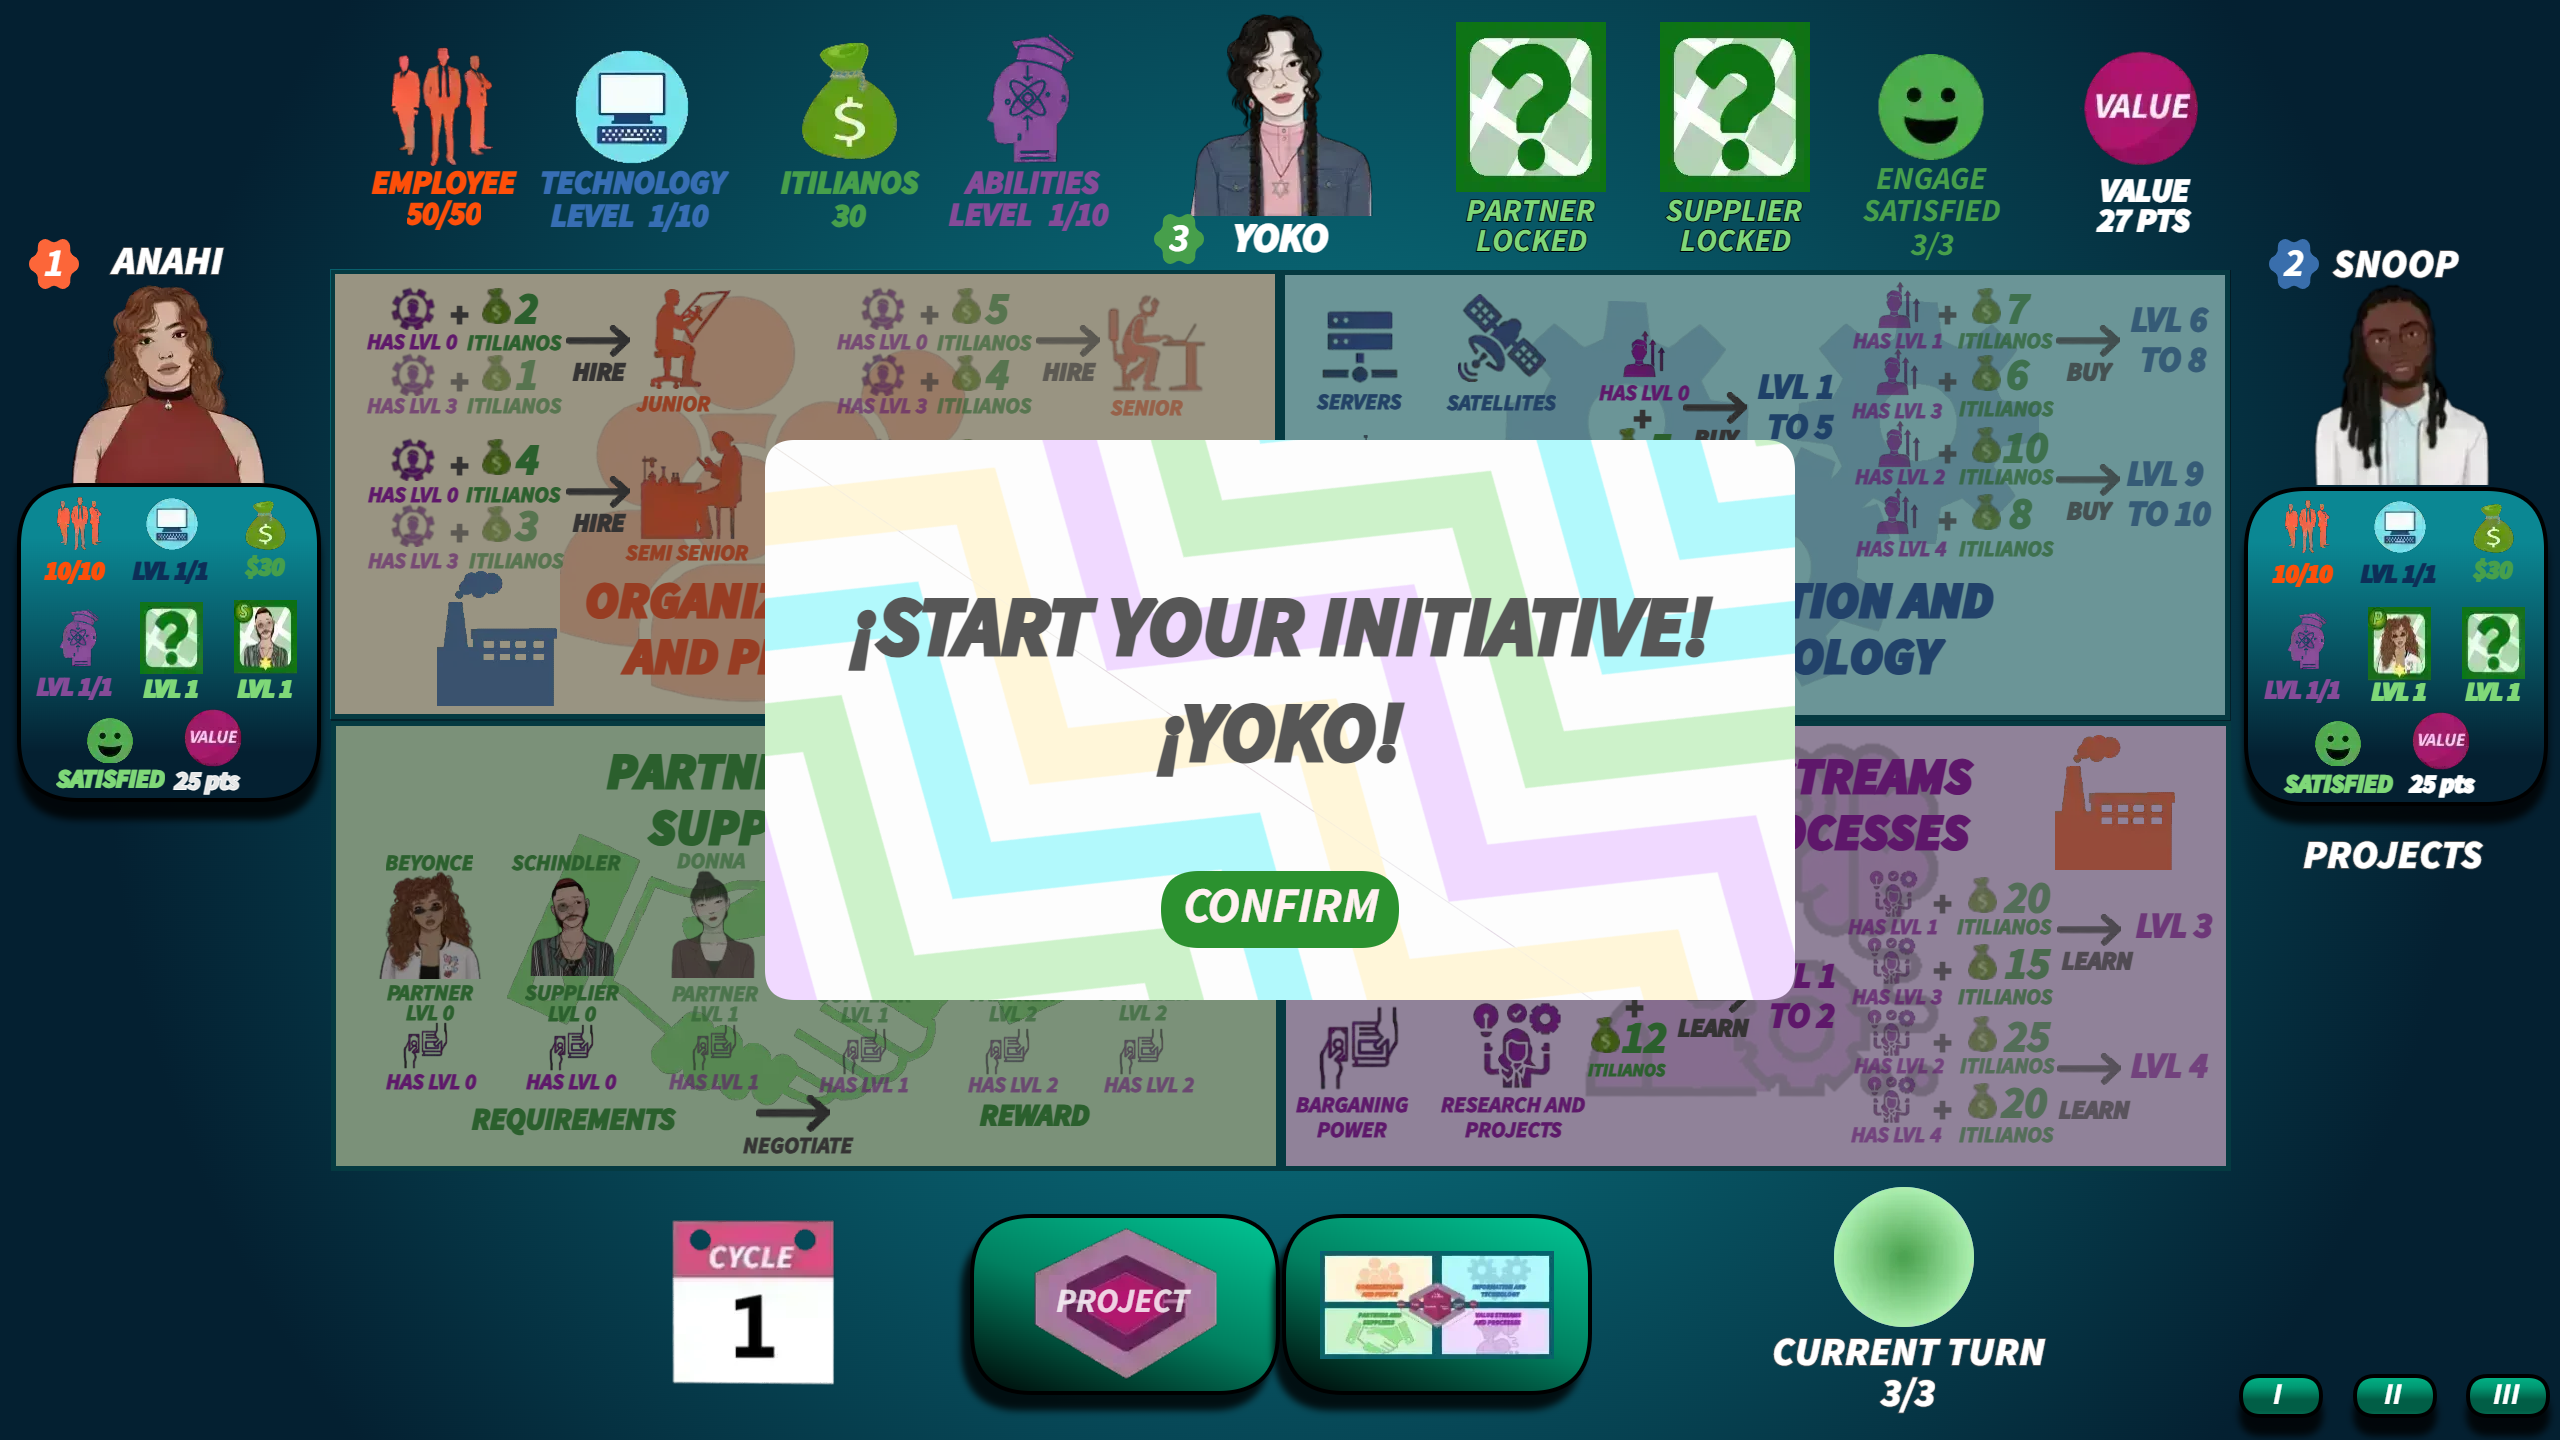 EMPLOYEE
50/50
TECHNOLOGY
LEVEL 1/10
ITILIANOS
30
ABILITIES
LEVEL 1/10
3 YOKO
PARTNER
LOCKED
SUPPLIER
LOCKED
ENGAGE
SATISFIED
3/3
VALUE
VALUE
27 PTS
1 ANAHI
10/10
LVL 1/1
$30
LVL 1/1
LVL 1
LVL 1
SATISFIED
VALUE
25 pts
2 SNOOP
10/10
LVL 1/1
$30
LVL 1/1
LVL 1
LVL 1
SATISFIED
VALUE
25 pts
PROJECTS
HAS LVL 0 + 2 ITILIANOS
HAS LVL 3 + 1 ITILIANOS
HIRE
JUNIOR
HAS LVL 0 + 5 ITILIANOS
HAS LVL 3 + 4 ITILIANOS
HIRE
SENIOR
HAS LVL 0 + 4 ITILIANOS
HAS LVL 3 + 3 ITILIANOS
HIRE
SEMI SENIOR
SERVERS
SATELLITES
HAS LVL 0
+
BUY
LVL 1
TO 5
HAS LVL 1 + 7 ITILIANOS
HAS LVL 3 + 6 ITILIANOS
BUY
LVL 6
TO 8
HAS LVL 2 + 10 ITILIANOS
HAS LVL 4 + 8 ITILIANOS
BUY
LVL 9
TO 10
TION AND
OLOGY
ORGANIZ
AND P
¡START YOUR INITIATIVE!
¡YOKO!
CONFIRM
PARTN
SUPP
BEYONCE
PARTNER
LVL 0
HAS LVL 0
SCHINDLER
SUPPLIER
LVL 0
HAS LVL 0
DONNA
PARTNER
LVL 1
HAS LVL 1
LVL 1
HAS LVL 1
LVL 2
HAS LVL 2
LVL 2
HAS LVL 2
REQUIREMENTS
NEGOTIATE
REWARD
TREAMS
OCESSES
BARGANING
POWER
RESEARCH AND
PROJECTS
+
12
ITILIANOS
LEARN
L 1
TO 2
HAS LVL 1 + 20 ITILIANOS
HAS LVL 3 + 15 ITILIANOS
LEARN
LVL 3
HAS LVL 2 + 25 ITILIANOS
HAS LVL 4 + 20 ITILIANOS
LEARN
LVL 4
CYCLE
1
PROJECT
CURRENT TURN
3/3
I II III